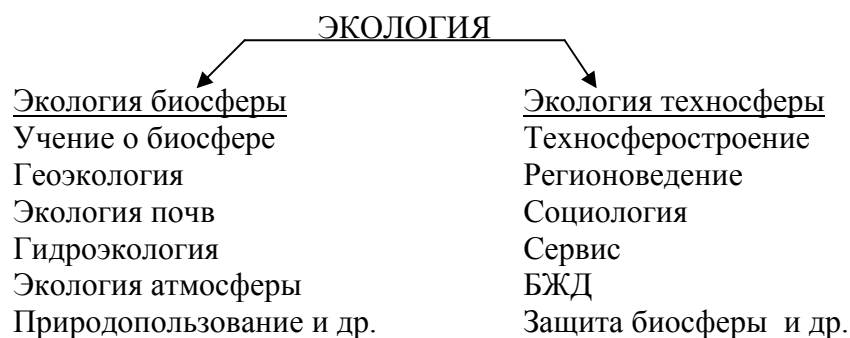 ЭКОЛОГИЯ
Экология биосферы
Учение о биосфере
Геоэкология
Экология почв
Гидроэкология
Экология атмосферы
Природопользование и др.
Экология техносферы
Техносферостроение
Регионоведение
Социология
Сервис
БЖД
Защита биосферы и др.